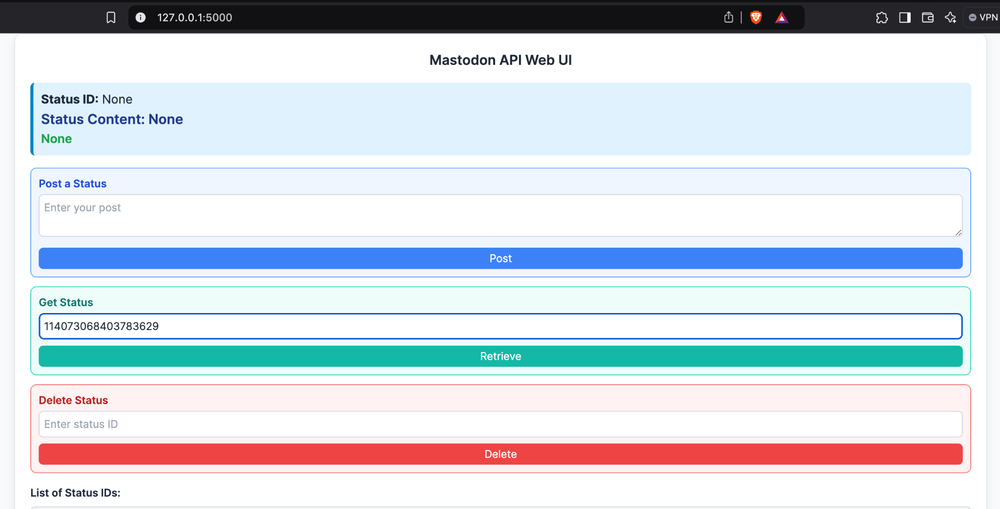 127.0.0.1:5000
VPN
Mastodon API Web UI
Status ID: None
Status Content: None
None
Post a Status
Enter your post
Post
Get Status
114073068403783629
Retrieve
Delete Status
Enter status ID
Delete
List of Status IDs: